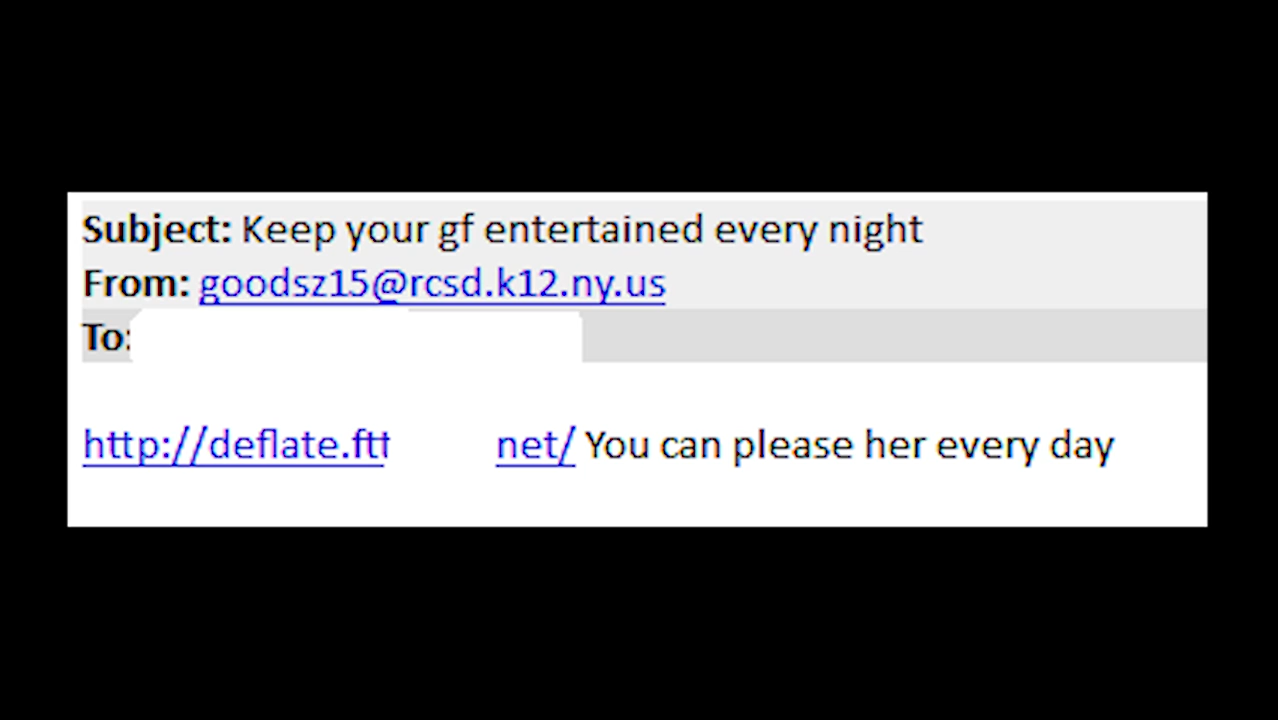 Subject: Keep your gf entertained every night
From: goodsz15@rcsd.k12.ny.us
To:
http://deflate.ftt net/ You can please her every day